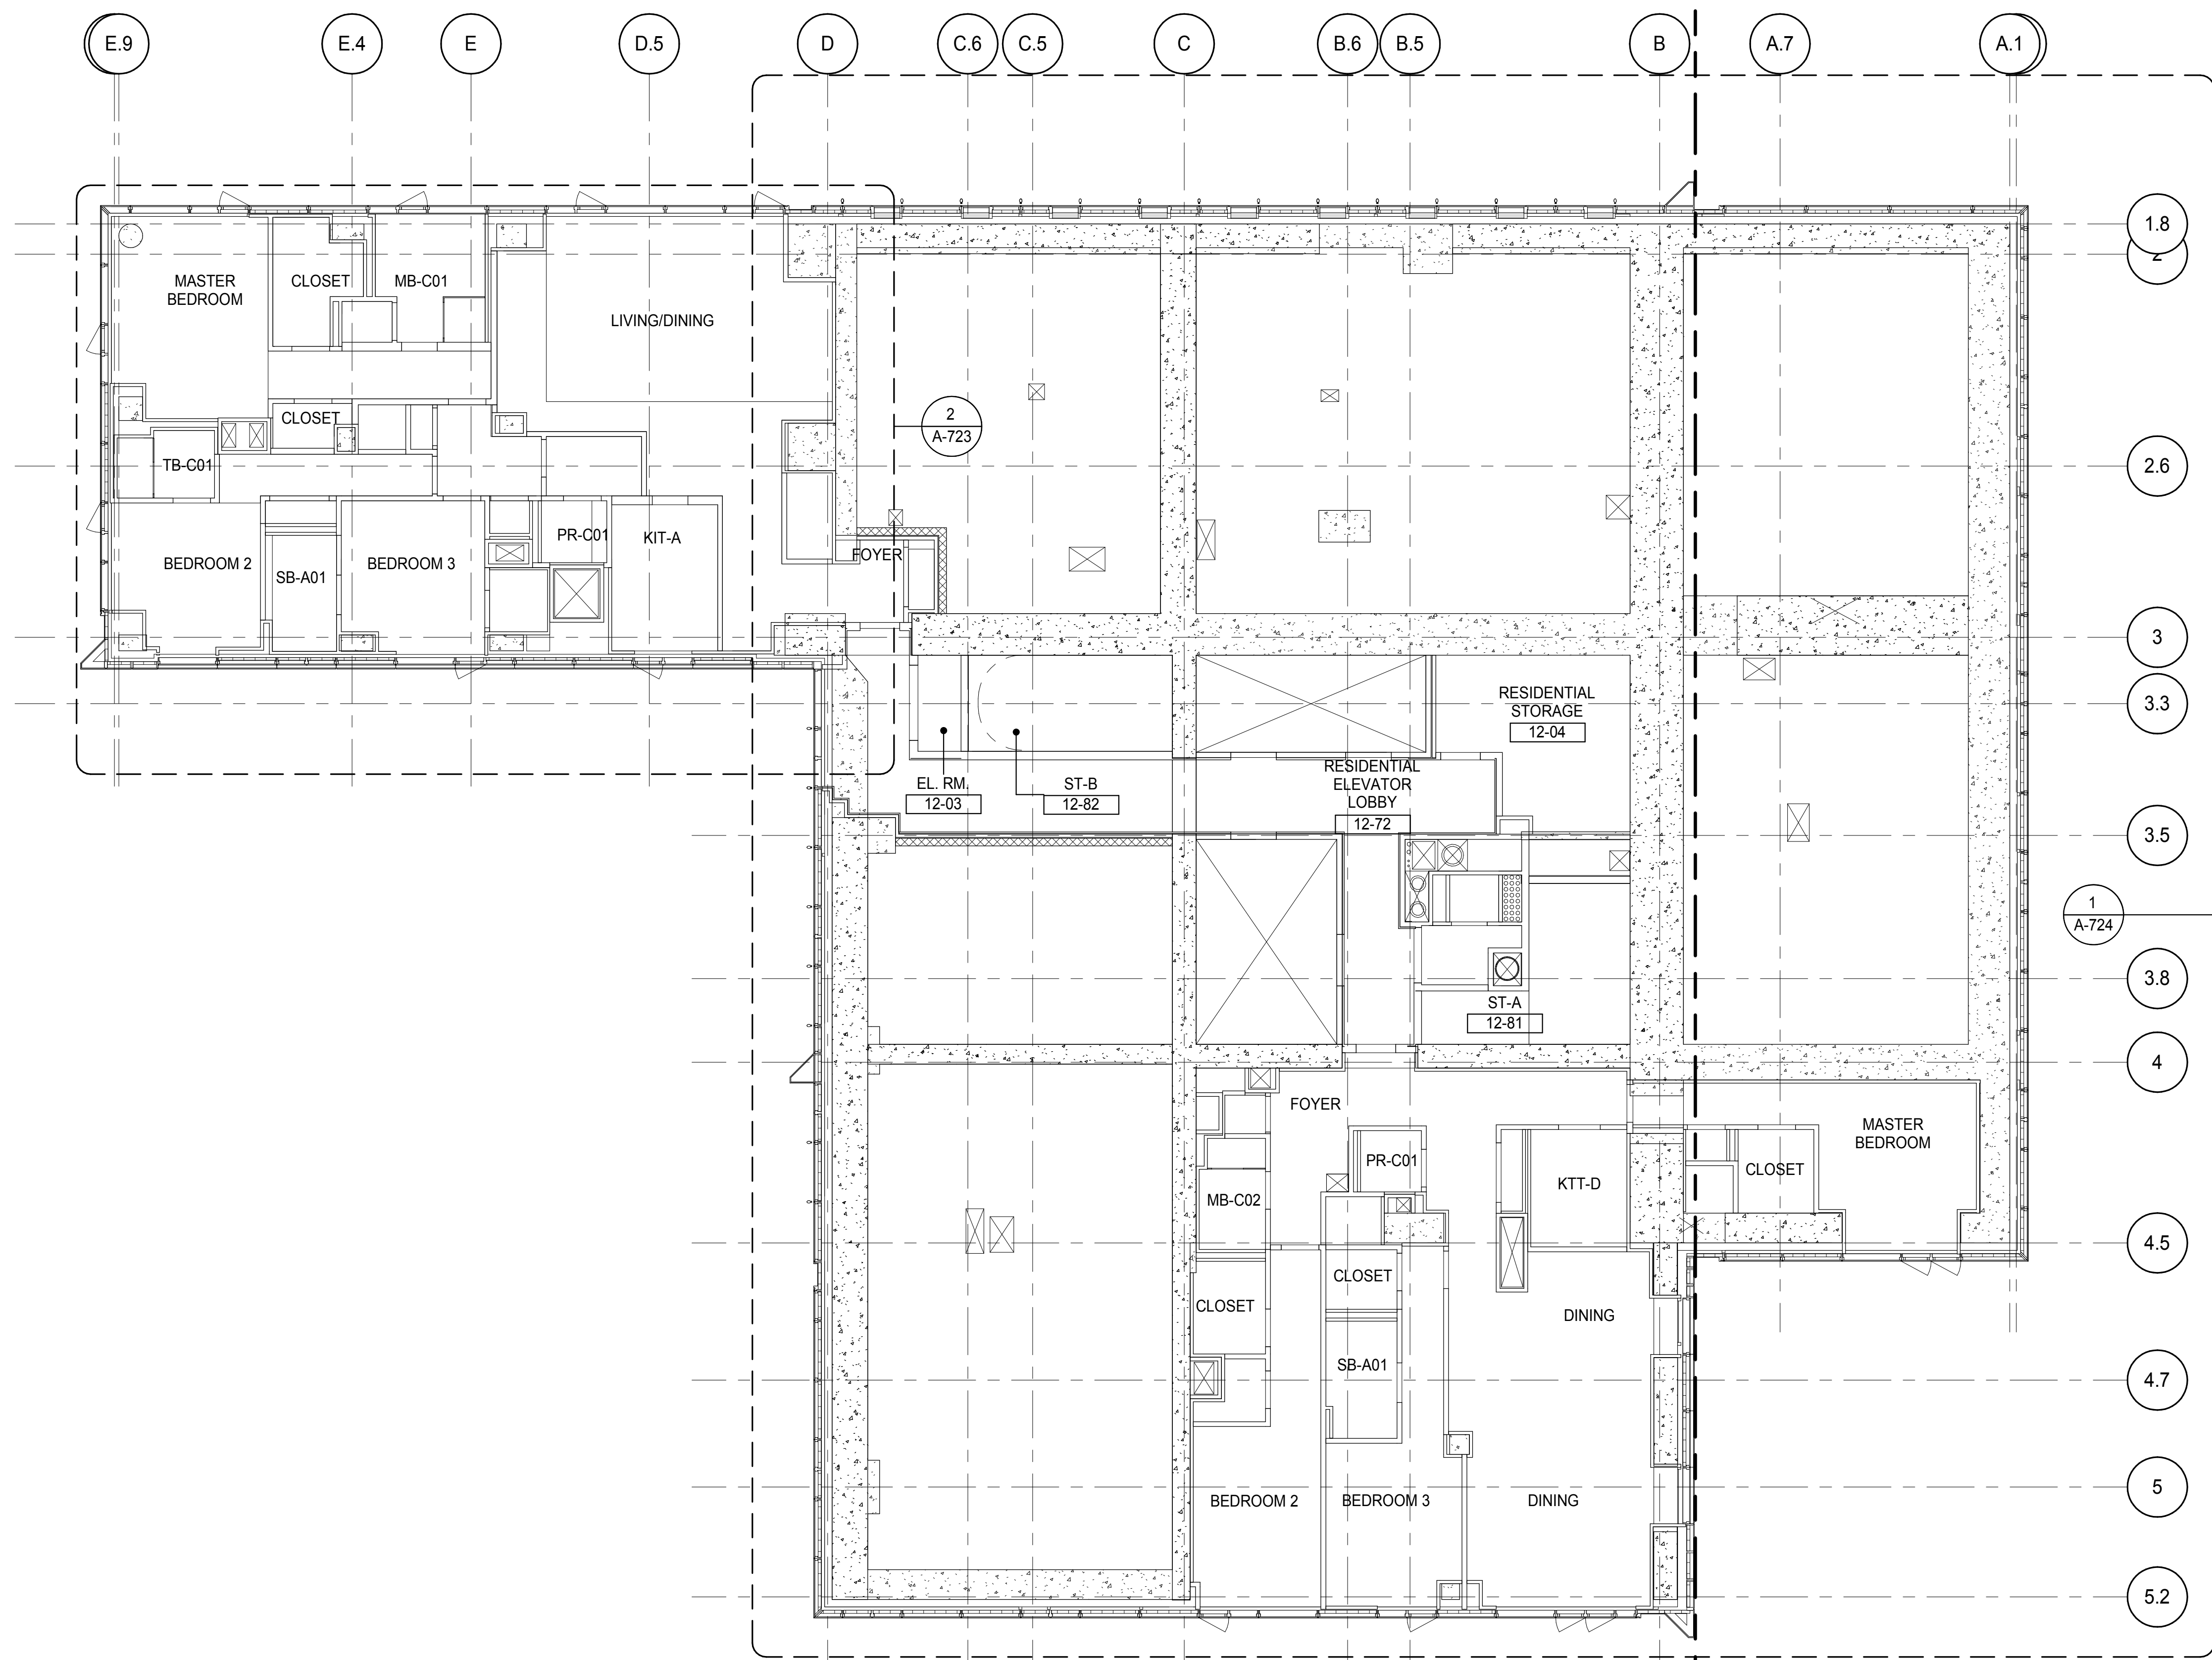 E.9
E.4
E
D.5
D
C.6
C.5
C
B.6
B.5
B
A.7
A.1
1.8
2
2.6
3
3.3
3.5
3.8
4
4.5
4.7
5
5.2
MASTER
BEDROOM
CLOSET
MB-C01
LIVING/DINING
CLOSET
TB-C01
2
A-723
BEDROOM 2
SB-A01
BEDROOM 3
PR-C01
KIT-A
FOYER
RESIDENTIAL
STORAGE
12-04
EL. RM.
12-03
ST-B
12-82
RESIDENTIAL
ELEVATOR
LOBBY
12-72
1
A-724
ST-A
12-81
FOYER
PR-C01
MB-C02
KTT-D
CLOSET
MASTER
BEDROOM
CLOSET
CLOSET
DINING
SB-A01
BEDROOM 2
BEDROOM 3
DINING